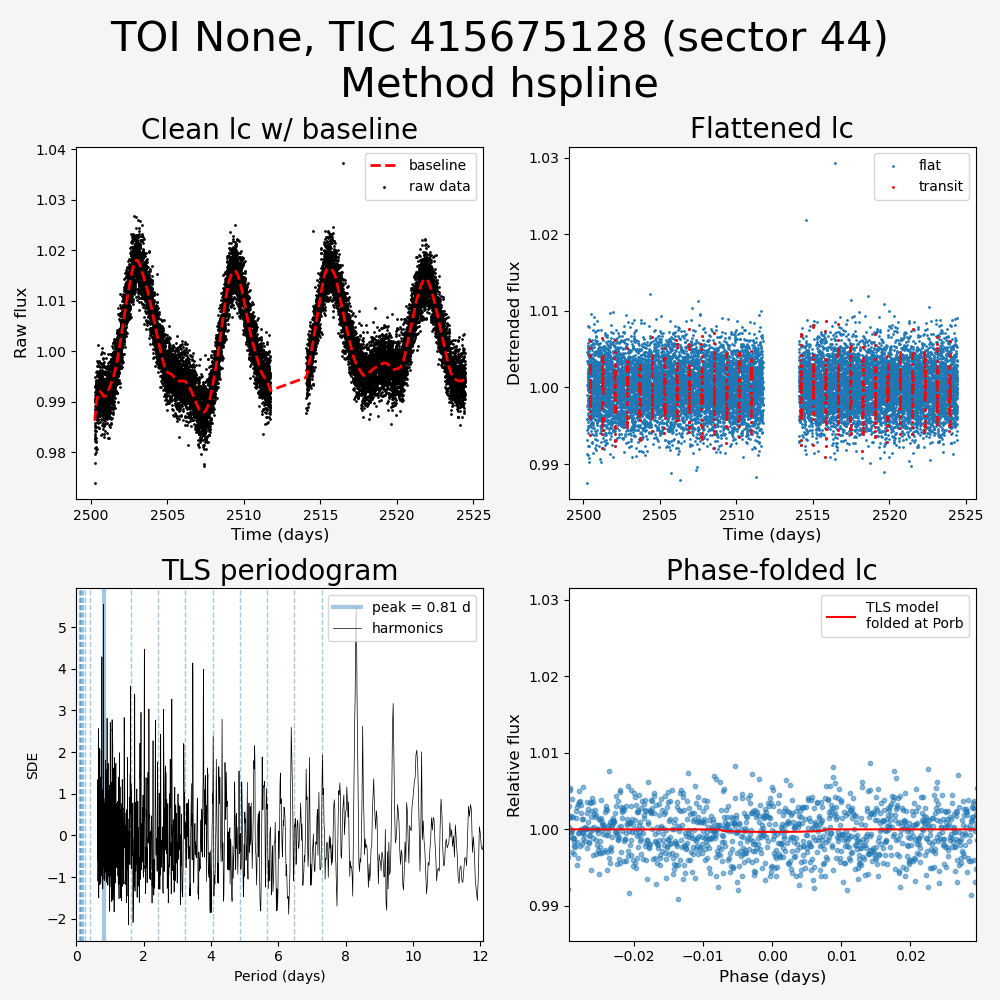 TOI None, TIC 415675128 (sector 44)
Method hspline
Clean lc w/ baseline
1.04
1.03
1.02
1.01
1.00
0.99
0.98
Raw flux
baseline
raw data
2500
2505
2510
2515
2520
2525
Time (days)
Flattened lc
1.03
1.02
1.01
1.00
0.99
Detrended flux
flat
transit
2500
2505
2510
2515
2520
2525
Time (days)
TLS periodogram
5
4
3
2
1
0
−1
−2
SDE
peak = 0.81 d
harmonics
0
2
4
6
8
10
12
Period (days)
Phase-folded lc
1.03
1.02
1.01
1.00
0.99
Relative flux
TLS model
folded at Porb
−0.02
−0.01
0.00
0.01
0.02
Phase (days)